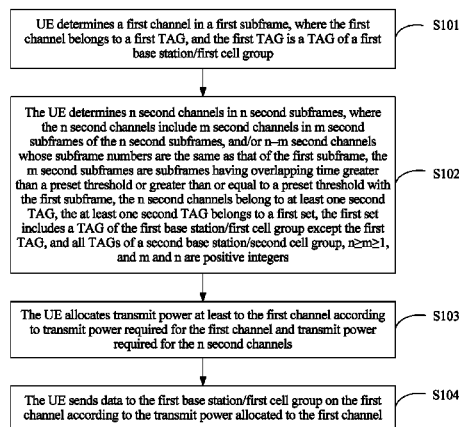 UE determines a first channel in a first subframe, where the first
channel belongs to a first TAG, and the first TAG is a TAG of a first
base station/first cell group
S101
The UE determines n second channels in n second subframes, where
the n second channels include m second channels in m second
subframes of the n second subframes, and/or n–m second channels
whose subframe numbers are the same as that of the first subframe, the
m second subframes are subframes having overlapping time greater
than a preset threshold or greater than or equal to a preset threshold with
the first subframe, the n second channels belong to at least one second
TAG, the at least one second TAG belongs to a first set, the first set
includes a TAG of the first base station/first cell group except the first
TAG, and all TAGs of a second base station/second cell group, n≥m≥1,
and m and n are positive integers
S102
The UE allocates transmit power at least to the first channel according
to transmit power required for the first channel and transmit power
required for the n second channels
S103
The UE sends data to the first base station/first cell group on the first
channel according to the transmit power allocated to the first channel
S104